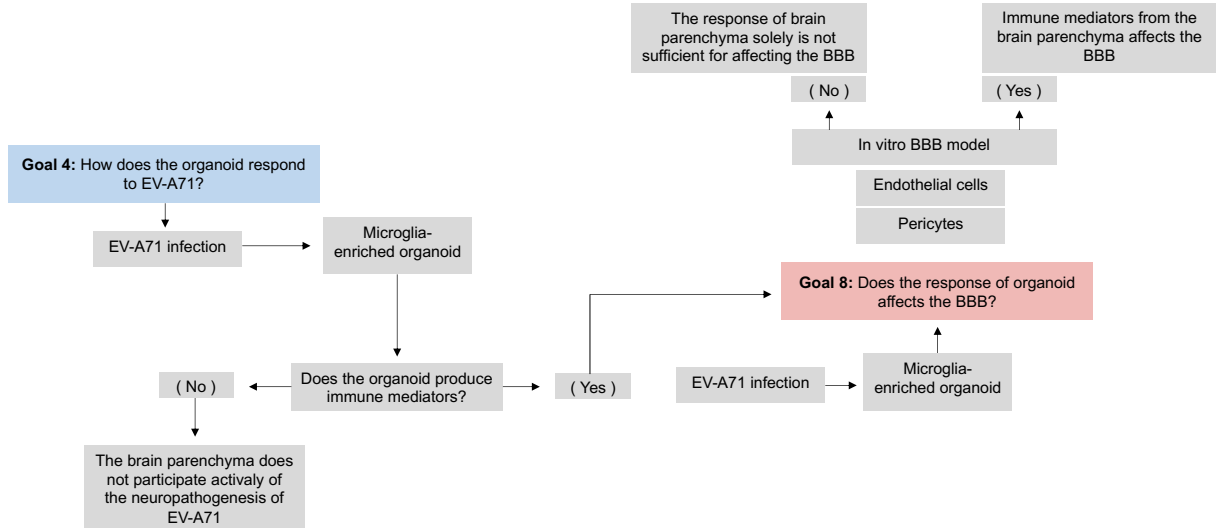 The response of brain
parenchyma solely is not
sufficient for affecting the BBB
Immune mediators from the
brain parenchyma affects the
BBB
( No )
( Yes )
In vitro BBB model
Endothelial cells
Pericytes
Goal 4: How does the organoid respond
to EV-A71?
EV-A71 infection
Microglia-
enriched organoid
Goal 8: Does the response of organoid
affects the BBB?
Does the organoid produce
immune mediators?
( No )
( Yes )
EV-A71 infection
Microglia-
enriched organoid
The brain parenchyma does
not participate activaly of
the neuropathogenesis of
EV-A71